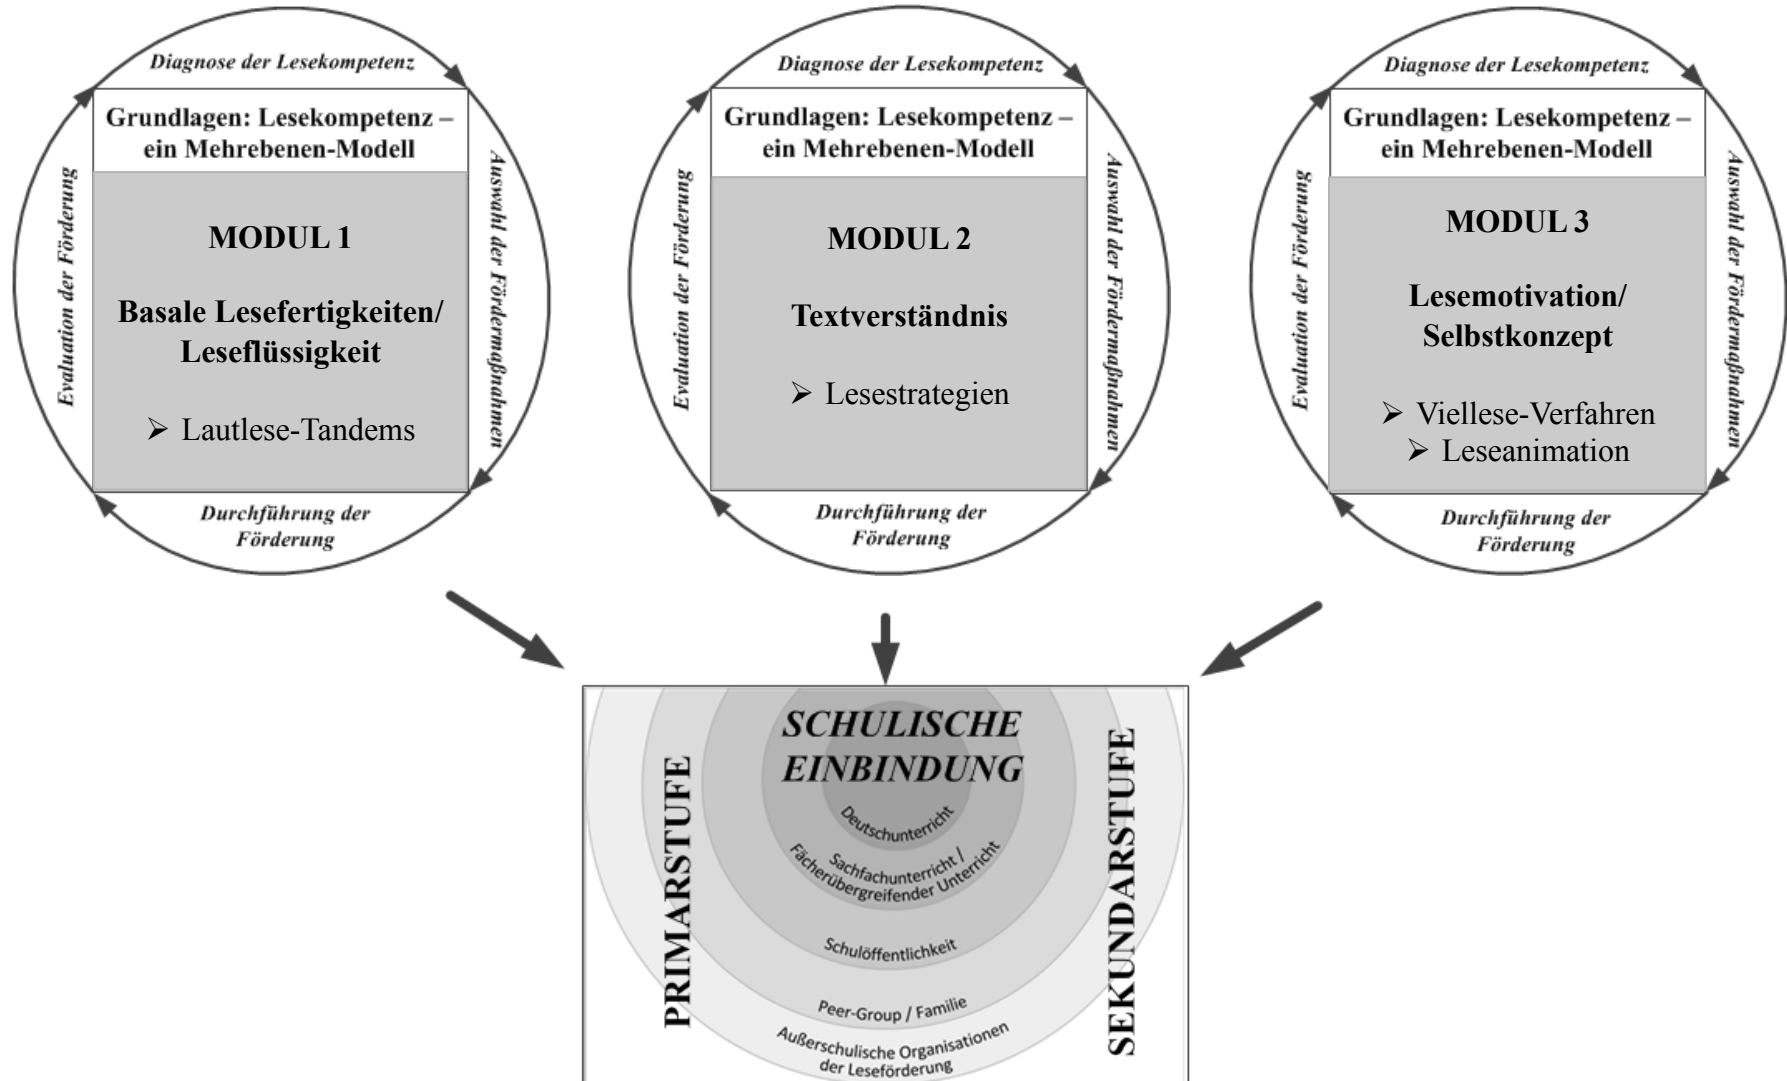 Diagnose der Lesekompetenz
Grundlagen: Lesekompetenz –
ein Mehrebenen-Modell
MODUL 1
Basale Lesefertigkeiten/
Leseflüssigkeit
➢ Lautlese-Tandems
Evaluation der Förderung
Auswahl der Fördermaßnahmen
Durchführung der
Förderung
Diagnose der Lesekompetenz
Grundlagen: Lesekompetenz –
ein Mehrebenen-Modell
MODUL 2
Textverständnis
➢ Lesestrategien
Evaluation der Förderung
Auswahl der Fördermaßnahmen
Durchführung der
Förderung
Diagnose der Lesekompetenz
Grundlagen: Lesekompetenz –
ein Mehrebenen-Modell
MODUL 3
Lesemotivation/
Selbstkonzept
➢ Viellese-Verfahren
➢ Leseanimation
Evaluation der Förderung
Auswahl der Fördermaßnahmen
Durchführung der
Förderung
SCHULISCHE
EINBINDUNG
PRIMARSTUFE
SEKUNDARSTUFE
Deutschunterricht
Sachfachunterricht /
Fächerübergreifender Unterricht
Schulöffentlichkeit
Peer-Group / Familie
Außerschulische Organisationen
der Leseförderung